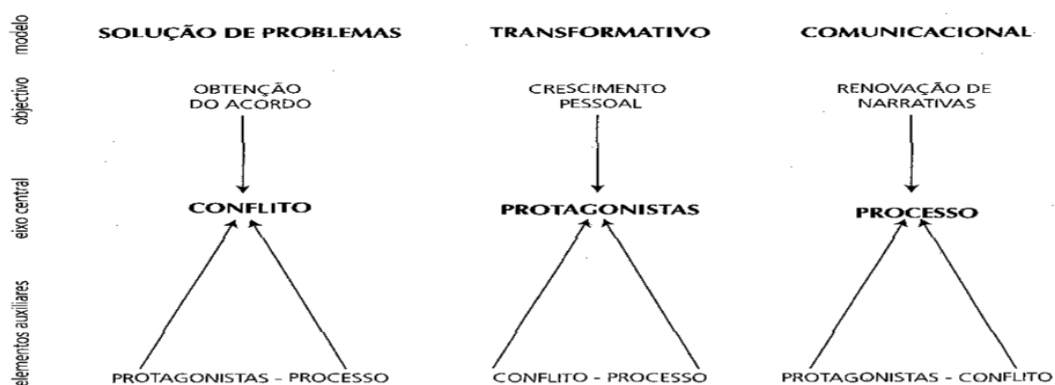 modelo
SOLUÇÃO DE PROBLEMAS
TRANSFORMATIVO
COMUNICACIONAL
objectivo
OBTENÇÃO
DO ACORDO
CRESCIMENTO
PESSOAL
RENOVAÇÃO DE
NARRATIVAS
eixo central
CONFLITO
PROTAGONISTAS
PROCESSO
elementos auxiliares
PROTAGONISTAS – PROCESSO
CONFLITO – PROCESSO
PROTAGONISTAS – CONFLITO